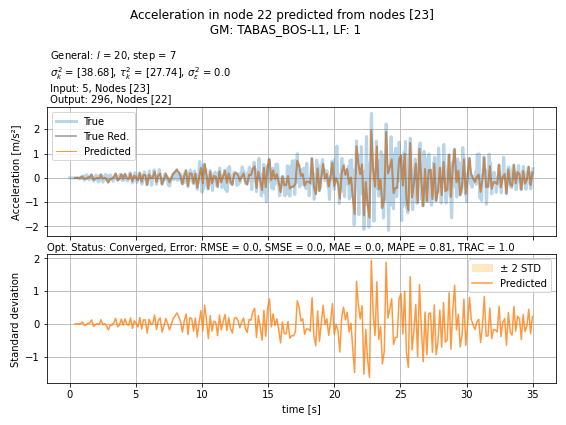 Acceleration in node 22 predicted from nodes [23]
GM: TABAS_BOS-L1, LF: 1
General: l = 20, step = 7
σ²ₖ = [38.68], τ²ₖ = [27.74], σ²ε = 0.0
Input: 5, Nodes [23]
Output: 296, Nodes [22]
True
True Red.
Predicted
Acceleration [m/s²]
2
1
0
−1
−2
Opt. Status: Converged, Error: RMSE = 0.0, SMSE = 0.0, MAE = 0.0, MAPE = 0.81, TRAC = 1.0
± 2 STD
Predicted
Standard deviation
2
1
0
−1
0 5 10 15 20 25 30 35
time [s]